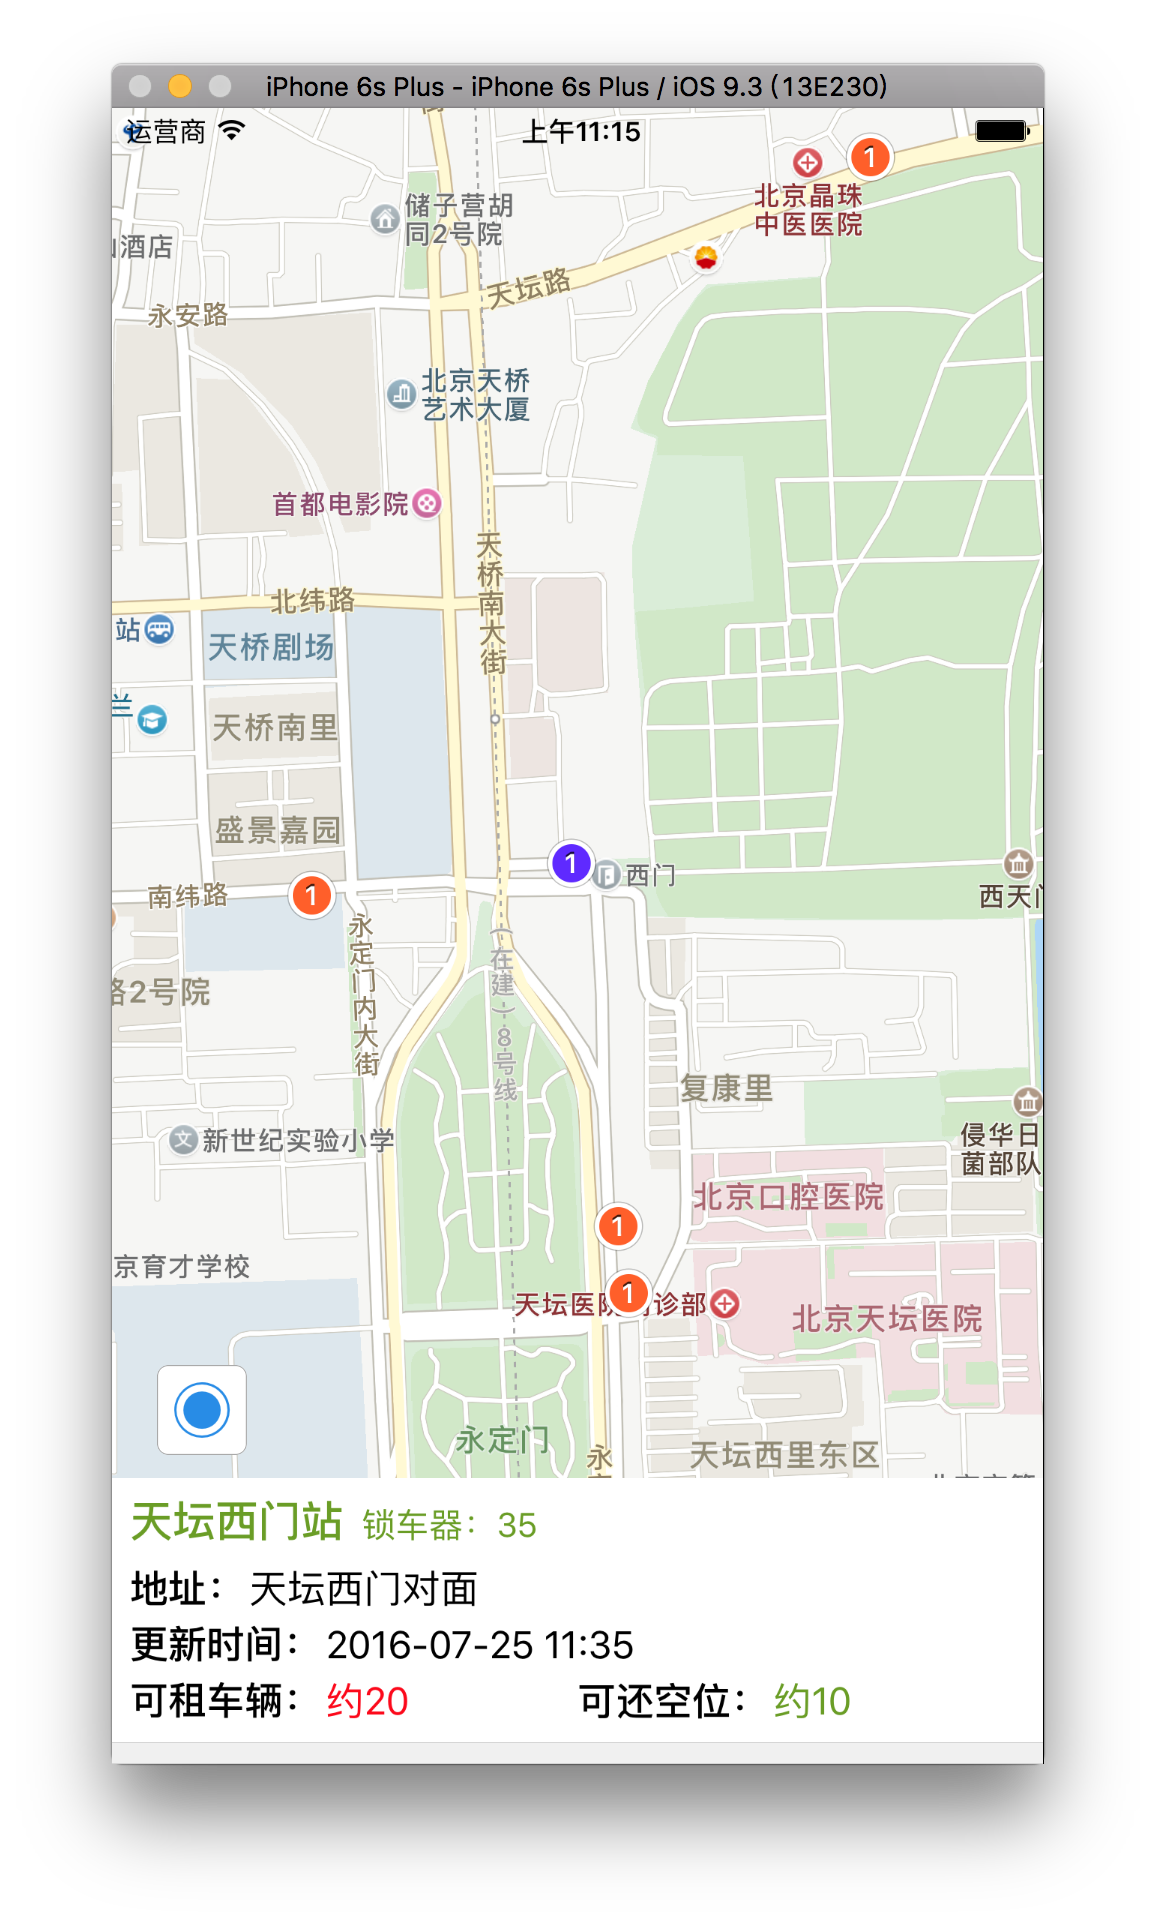 iPhone 6s Plus - iPhone 6s Plus / iOS 9.3 (13E230)
运营商
上午11:15
1
北京晶珠
中医医院
储子营胡
同2号院
山酒店
天坛路
永安路
北京天桥
艺术大厦
首都电影院
天桥南大街
北纬路
站
天桥剧场
兰
天桥南里
盛景嘉园
1
西门
西天门
南纬路
1
永定门内大街
(在建)8号线
路2号院
复康里
新世纪实验小学
文
侵华日
菌部队
北京口腔医院
1
京育才学校
1
天坛医院门诊部
北京天坛医院
永定门
永
天坛西里东区
天坛西门站 锁车器：35
地址： 天坛西门对面
更新时间： 2016-07-25 11:35
可租车辆： 约20 可还空位： 约10